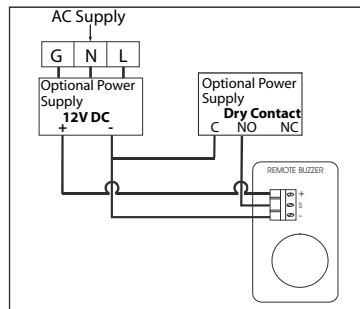 AC Supply
G N L
Optional Power
Supply
12V DC
+ -
Optional Power
Supply
Dry Contact
C NO NC
REMOTE BUZZER
+
S
-